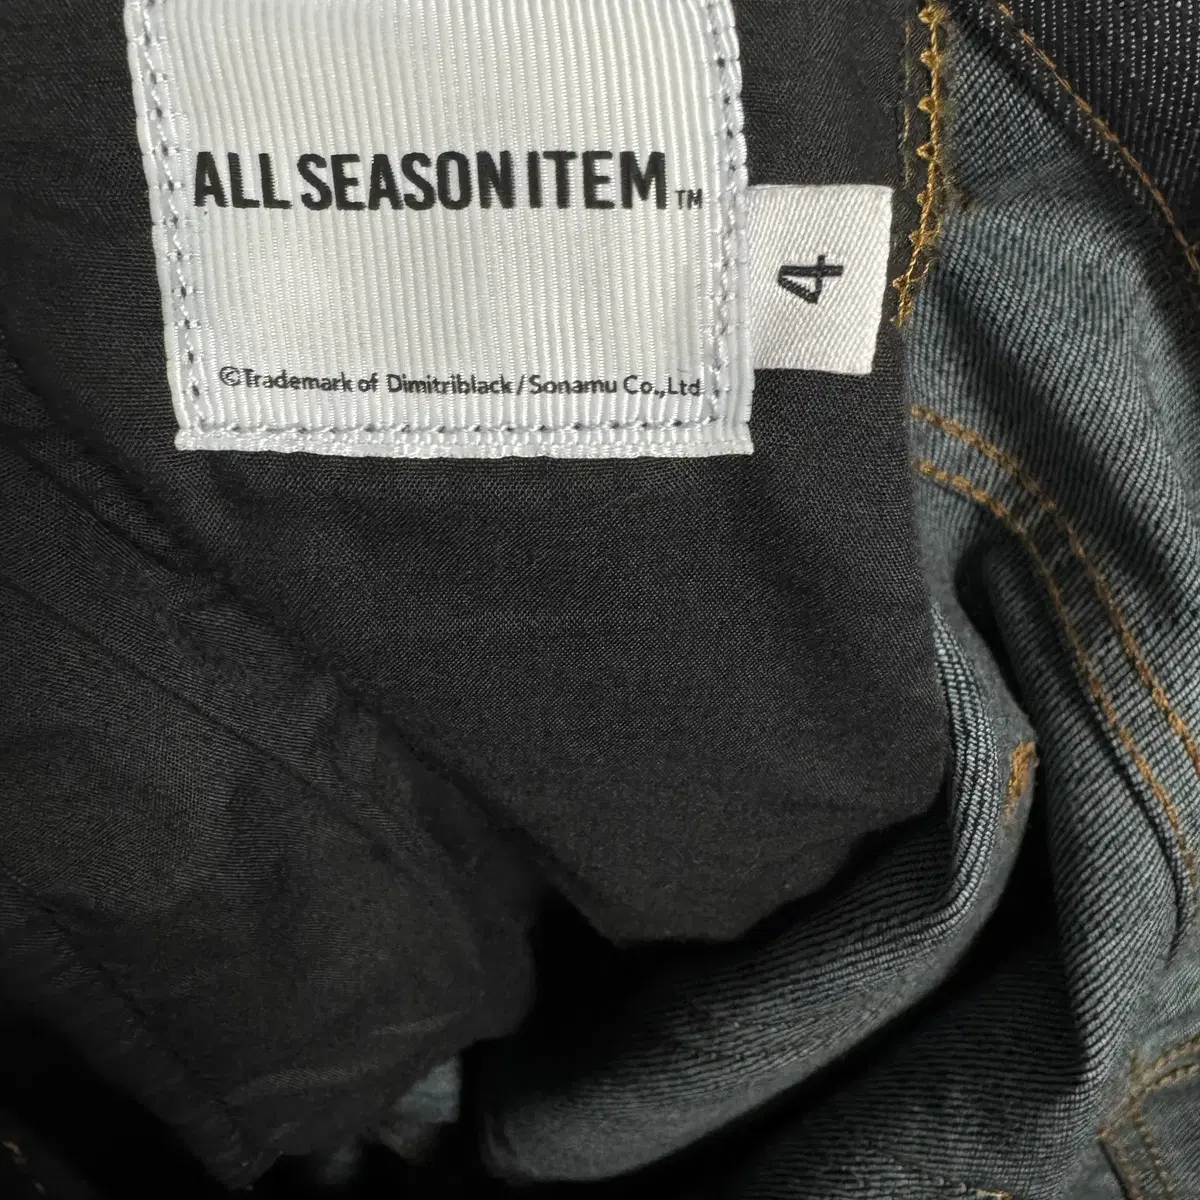 ALL SEASON ITEM™
4
©Trademark of Dimitriblack / Sonamu Co.,Ltd.